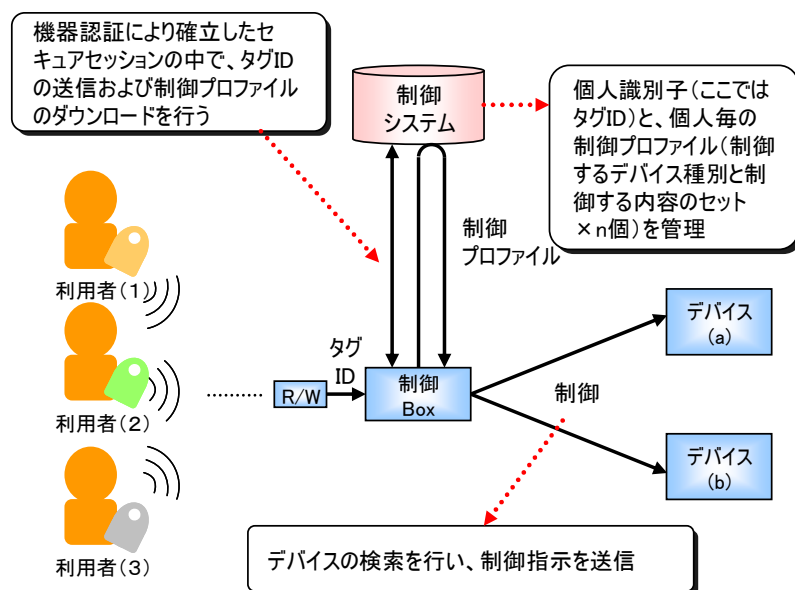 機器認証により確立したセ
キュアセッションの中で、タグID
の送信および制御プロファイル
のダウンロードを行う
制御
システム
個人識別子(ここでは
タグID)と、個人毎の
制御プロファイル(制御
するデバイス種別と制
御する内容のセット
×n個)を管理
制御
プロファイル
利用者(1)
利用者(2)
利用者(3)
R/W
タグ
ID
制御
Box
制御
デバイス
(a)
デバイス
(b)
デバイスの検索を行い、制御指示を送信